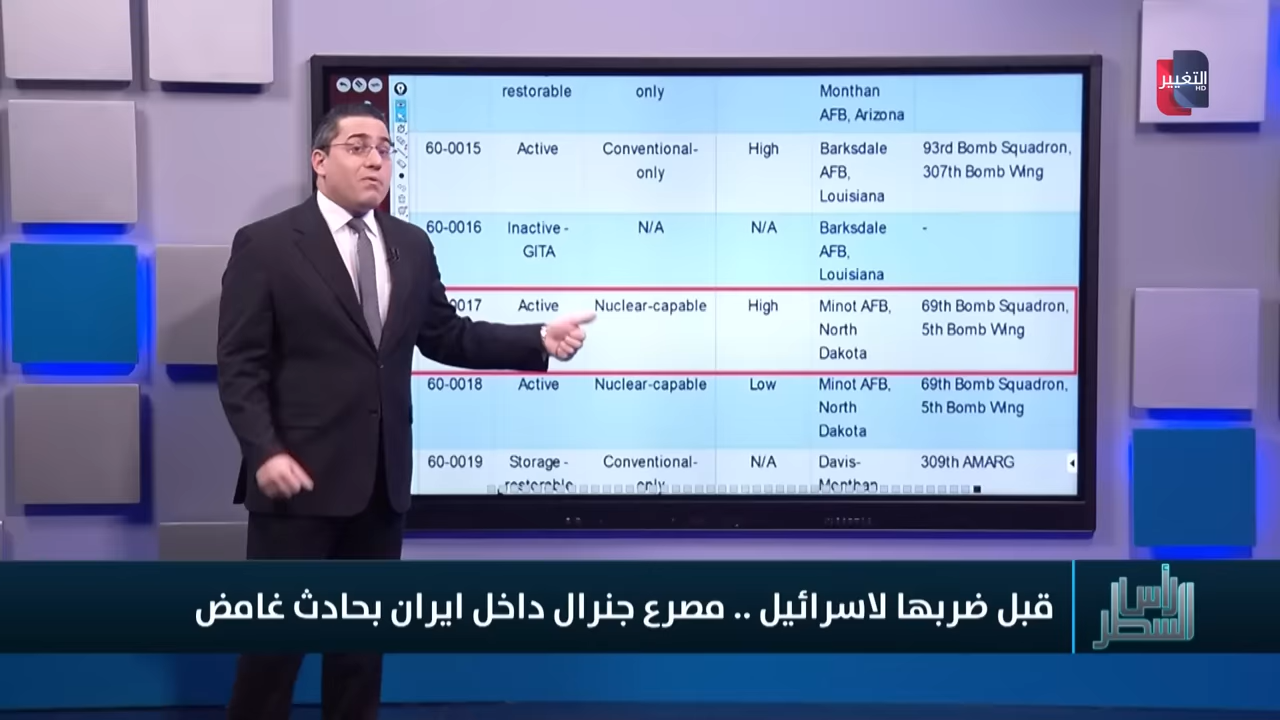 التغيير
HD
restorable only Monthan
AFB, Arizona
60-0015 Active Conventional- High Barksdale 93rd Bomb Squadron,
only AFB, 307th Bomb Wing
Louisiana
60-0016 Inactive - N/A N/A Barksdale -
GITA AFB,
Louisiana
0017 Active Nuclear-capable High Minot AFB, 69th Bomb Squadron,
North 5th Bomb Wing
Dakota
60-0018 Active Nuclear-capable Low Minot AFB, 69th Bomb Squadron,
North 5th Bomb Wing
Dakota
60-0019 Storage - Conventional- N/A Davis- 309th AMARG
restorable only Monthan
قبل ضربها لاسرائيل .. مصرع جنرال داخل ايران بحادث غامض
رأس
السطر